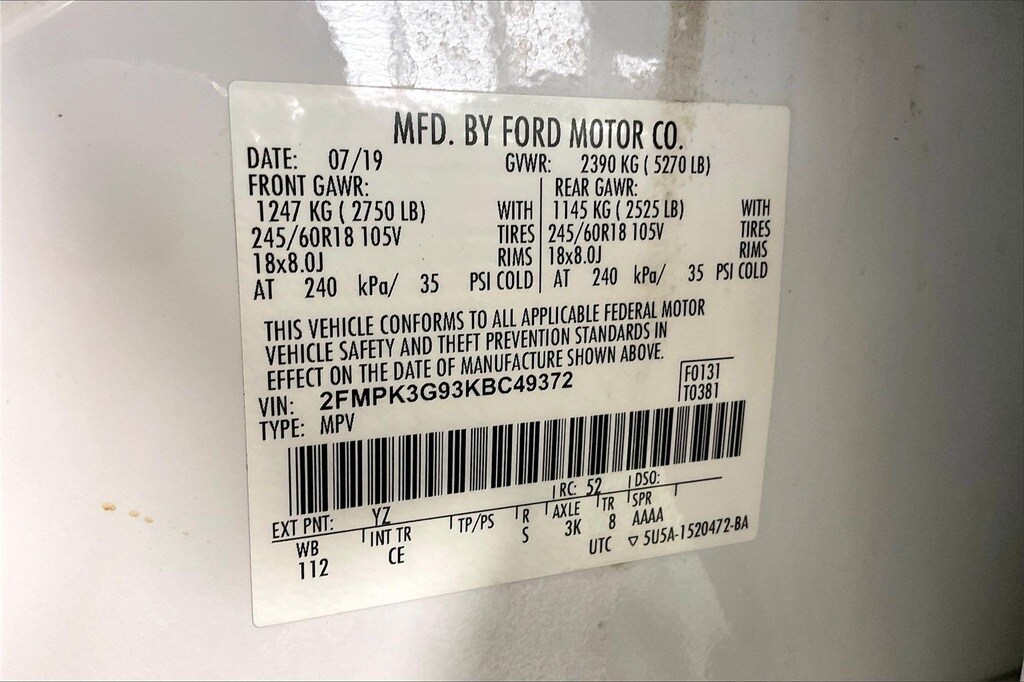 MFD. BY FORD MOTOR CO.
DATE: 07/19 GVWR: 2390 KG ( 5270 LB)
FRONT GAWR: REAR GAWR:
1247 KG ( 2750 LB) WITH 1145 KG ( 2525 LB) WITH
245/60R18 105V TIRES 245/60R18 105V TIRES
18x8.0J RIMS 18x8.0J RIMS
AT 240 kPa/ 35 PSI COLD AT 240 kPa/ 35 PSI COLD
THIS VEHICLE CONFORMS TO ALL APPLICABLE FEDERAL MOTOR
VEHICLE SAFETY AND THEFT PREVENTION STANDARDS IN
EFFECT ON THE DATE OF MANUFACTURE SHOWN ABOVE.
VIN: 2FMPK3G93KBC49372
F0131
TYPE: MPV
T0381
EXT PNT: YZ RC: 52 DSO:
WB INT TR TP/PS R AXLE TR SPR
112 CE S 3K 8 AAAA
UTC ▽ 5U5A-1520472-BA